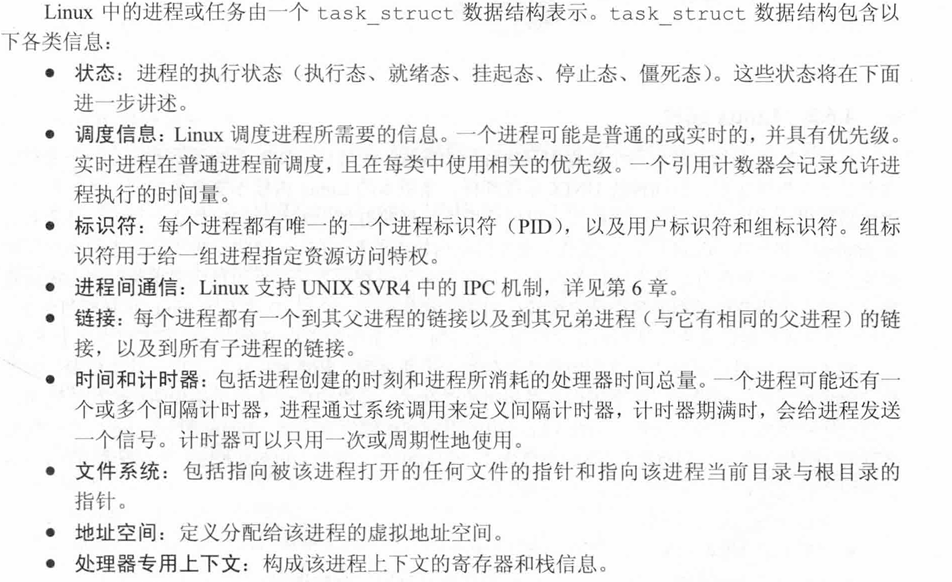 Linux 中的进程或任务由一个 task_struct 数据结构表示。task_struct 数据结构包含以
下各类信息：
● 状态：进程的执行状态（执行态、就绪态、挂起态、停止态、僵死态）。这些状态将在下面
进一步讲述。
● 调度信息：Linux 调度进程所需要的信息。一个进程可能是普通的或实时的，并具有优先级。
实时进程在普通进程前调度，且在每类中使用相关的优先级。一个引用计数器会记录允许进
程执行的时间量。
● 标识符：每个进程都有唯一的一个进程标识符（PID），以及用户标识符和组标识符。组标
识符用于给一组进程指定资源访问特权。
● 进程间通信：Linux 支持 UNIX SVR4 中的 IPC 机制，详见第 6 章。
● 链接：每个进程都有一个到其父进程的链接以及到其兄弟进程（与它有相同的父进程）的链
接，以及到所有子进程的链接。
● 时间和计时器：包括进程创建的时刻和进程所消耗的处理器时间总量。一个进程可能还有一
个或多个间隔计时器，进程通过系统调用来定义间隔计时器，计时器期满时，会给进程发送
一个信号。计时器可以只用一次或周期性地使用。
● 文件系统：包括指向被该进程打开的任何文件的指针和指向该进程当前目录与根目录的
指针。
● 地址空间：定义分配给该进程的虚拟地址空间。
● 处理器专用上下文：构成该进程上下文的寄存器和栈信息。